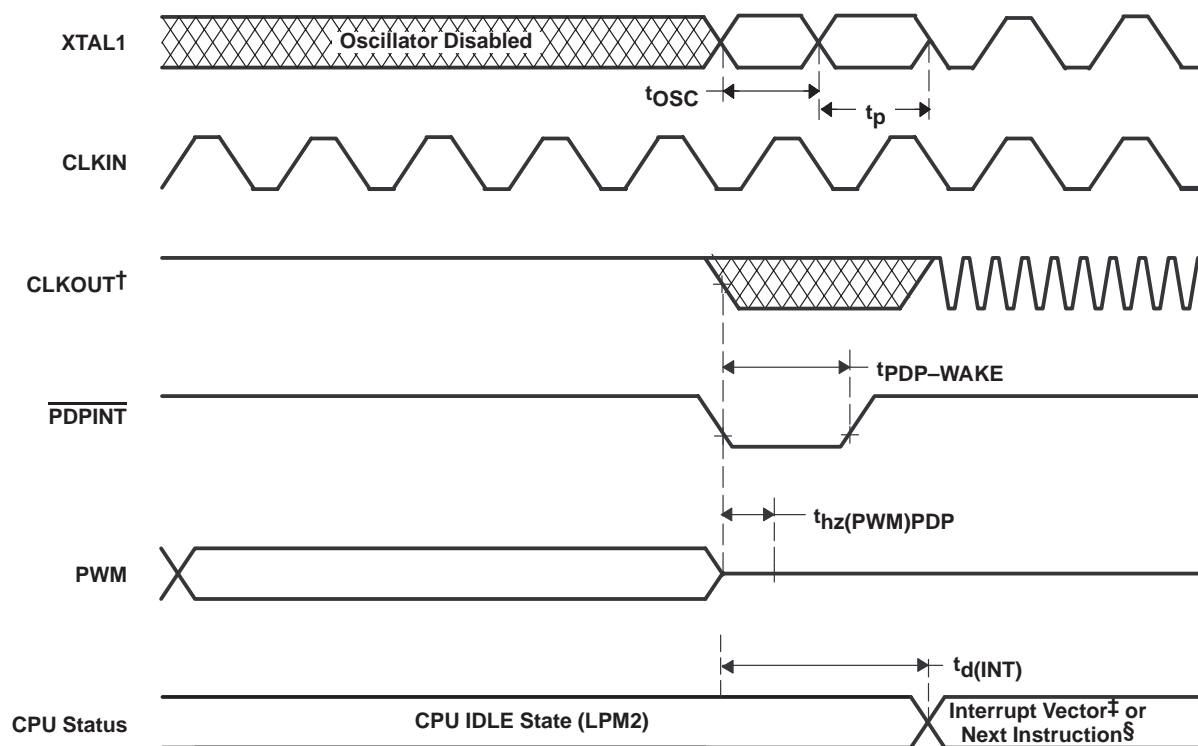 XTAL1
Oscillator Disabled
tOSC
tp
CLKIN
CLKOUT†
tPDP–WAKE
PDPINT
thz(PWM)PDP
PWM
td(INT)
CPU Status
CPU IDLE State (LPM2)
Interrupt Vector‡ or
Next Instruction§